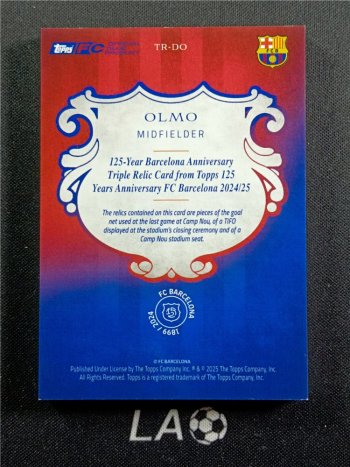 Topps FC
TR-DO
FCB
OLMO
MIDFIELDER
125-Year Barcelona Anniversary
Triple Relic Card from Topps 125
Years Anniversary FC Barcelona 2024/25
The relics contained on this card are pieces of the goal
net used at the last game at Camp Nou, of a TIFO
displayed at the stadium's closing ceremony and of a
Camp Nou stadium seat.
FC BARCELONA
125
1899 / 2024
© FC BARCELONA
Published Under License by The Topps Company Inc. ® & © 2025 The Topps Company, Inc
All Rights Reserved. Topps is a registered trademark of The Topps Company, Inc.
LA